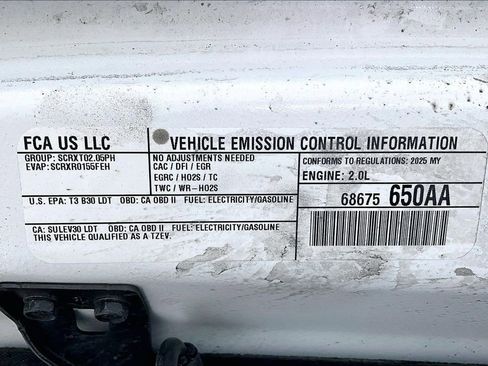 FCA US LLC
VEHICLE EMISSION CONTROL INFORMATION
GROUP: SCRXT02.05PH
EVAP: SCRXR0155FEH
NO ADJUSTMENTS NEEDED
CAC / DFI / EGR
EGRC / HO2S / TC
TWC / WR-HO2S
CONFORMS TO REGULATIONS: 2025 MY
ENGINE: 2.0L
U.S. EPA: T3 B30 LDT OBD: CA OBD II FUEL: ELECTRICITY/GASOLINE
68675 650AA
CA: SULEV30 LDT OBD: CA OBD II FUEL: ELECTRICITY/GASOLINE
THIS VEHICLE QUALIFIED AS A TZEV.